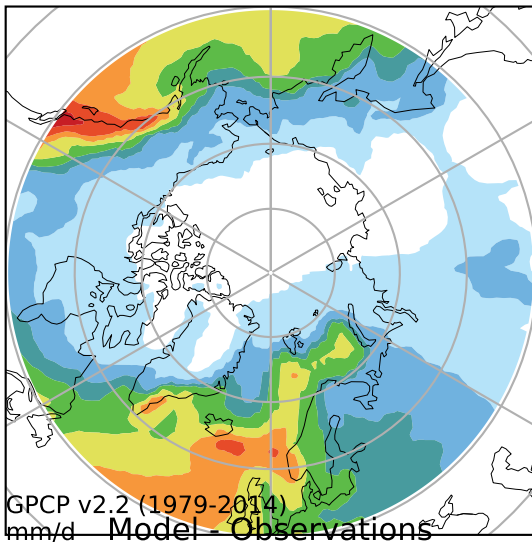 GPCP v2.2 (1979-2014)
mm/d Model - Observations